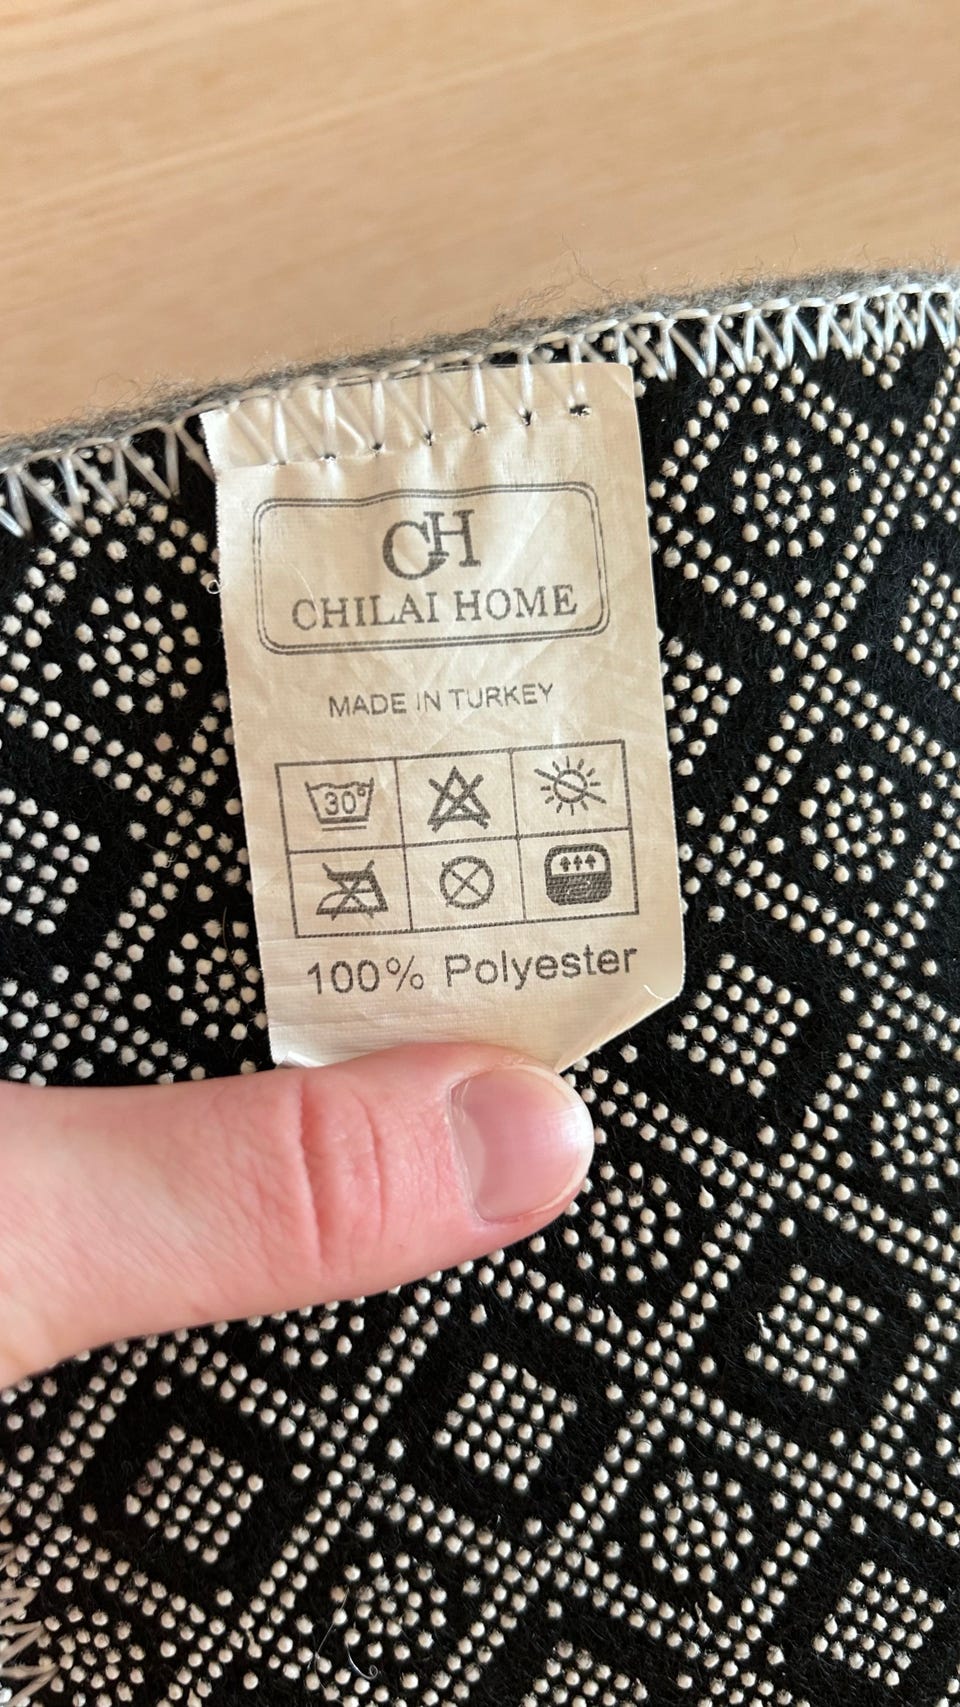 CH
CHILAI HOME
MADE IN TURKEY
30°
100% Polyester